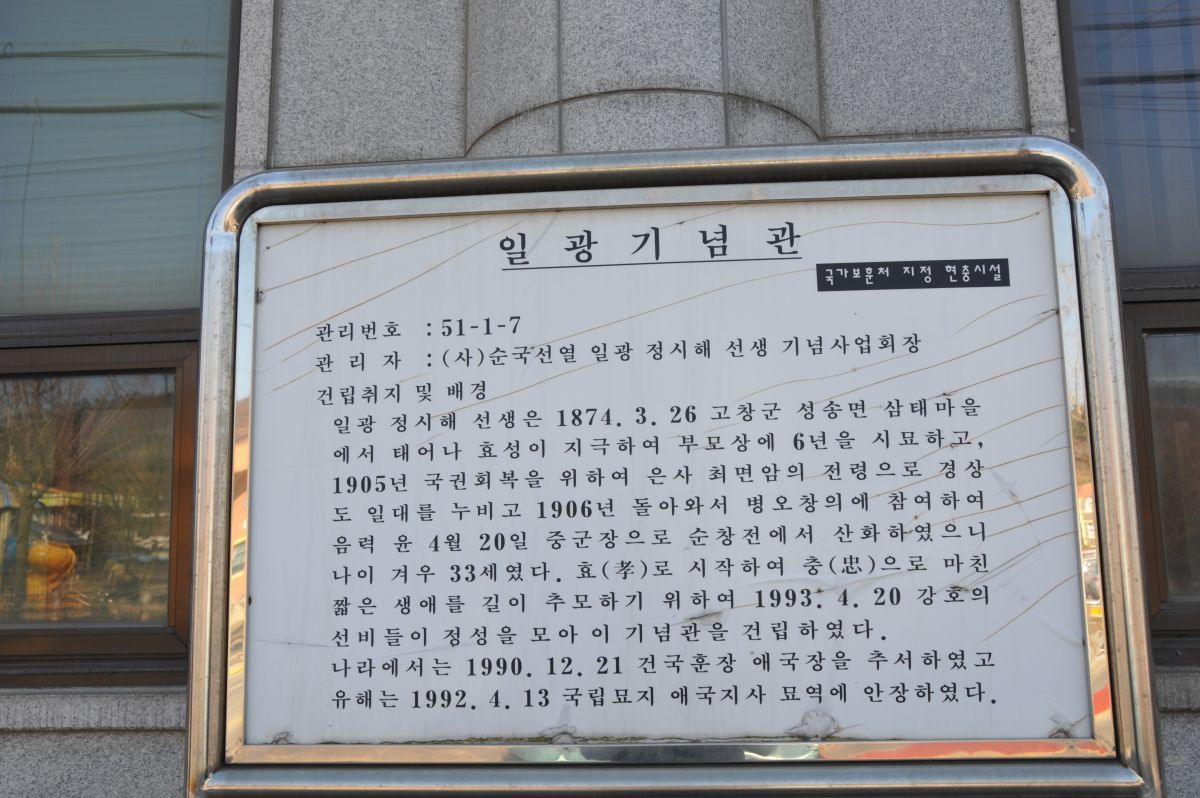 일 광 기 념 관
국가보훈처 지정 현충시설
관리번호 : 51-1-7
관 리 자 : (사)순국선열 일광 정시해 선생 기념사업회장
건립취지 및 배경
일광 정시해 선생은 1874. 3. 26 고창군 성송면 삼태마을
에서 태어나 효성이 지극하여 부모상에 6년을 시묘하고,
1905년 국권회복을 위하여 은사 최면암의 전령으로 경상
도 일대를 누비고 1906년 돌아와서 병오창의에 참여하여
음력 윤 4월 20일 중군장으로 순창전에서 산화하였으니
나이 겨우 33세였다. 효(孝)로 시작하여 충(忠)으로 마친
짧은 생애를 길이 추모하기 위하여 1993. 4. 20 강호의
선비들이 정성을 모아 이 기념관을 건립하였다.
나라에서는 1990. 12. 21 건국훈장 애국장을 추서하였고
유해는 1992. 4. 13 국립묘지 애국지사 묘역에 안장하였다.